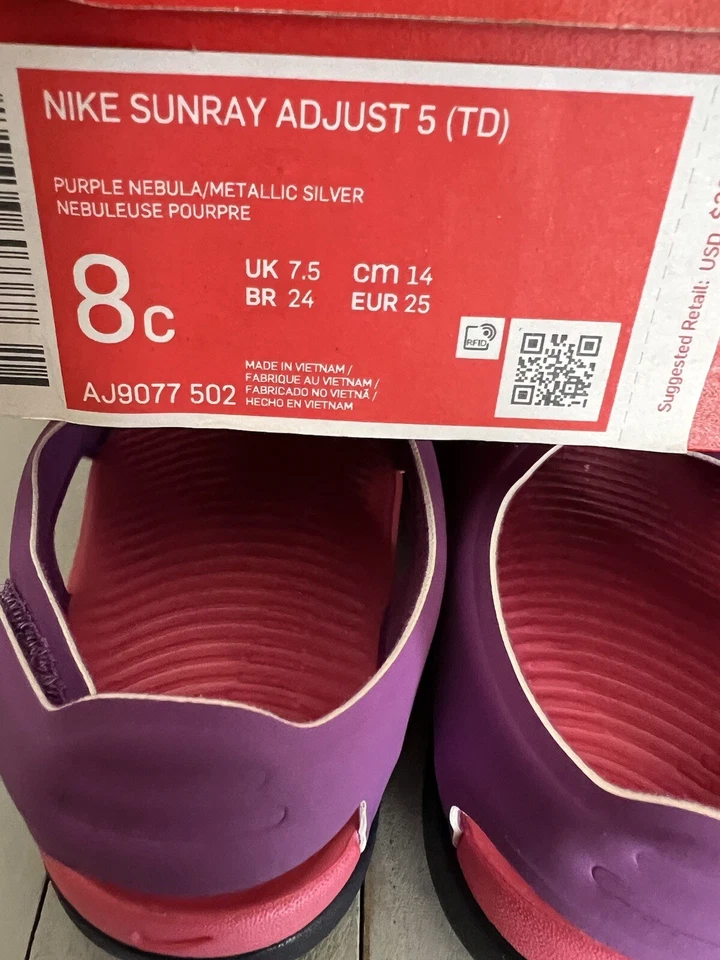 NIKE SUNRAY ADJUST 5 (TD)
PURPLE NEBULA/METALLIC SILVER
NEBULEUSE POURPRE
8C
UK 7.5 cm 14
BR 24 EUR 25
RFID
AJ9077 502
MADE IN VIETNAM /
FABRIQUE AU VIETNAM /
FABRICADO NO VIETNÃ /
HECHO EN VIETNAM
Suggested Retail: USD